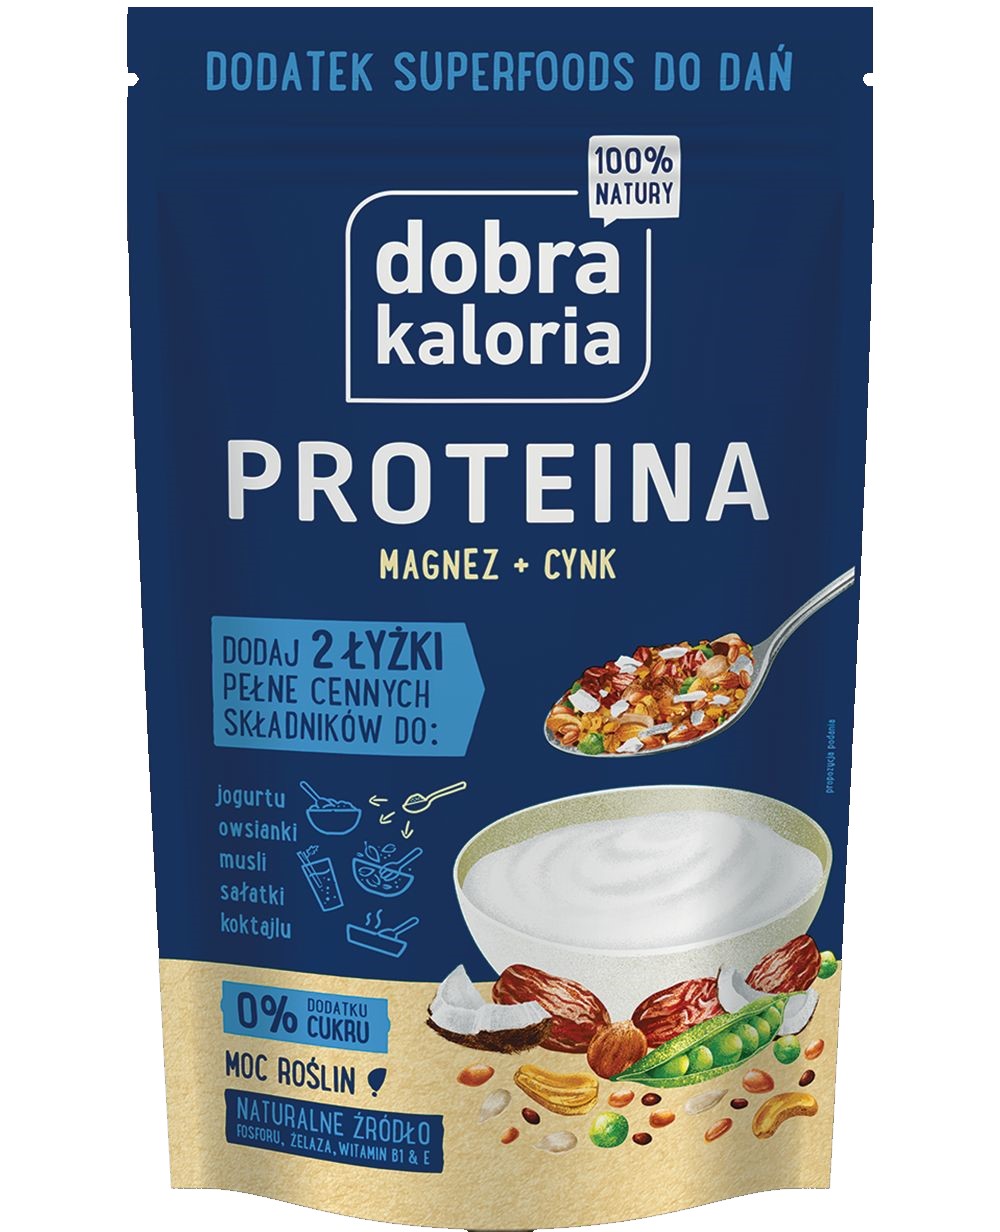 DODATEK SUPERFOODS DO DAŃ
100%
NATURY
dobra
kaloria
PROTEINA
MAGNEZ + CYNK
DODAJ 2 ŁYŻKI
PEŁNE CENNYCH
SKŁADNIKÓW DO:
propozycja podania
jogurtu
owsianki
musli
sałatki
koktajlu
0% DODATKU
CUKRU
MOC ROŚLIN
NATURALNE ŹRÓDŁO
FOSFORU, ŻELAZA, WITAMIN B1 & E